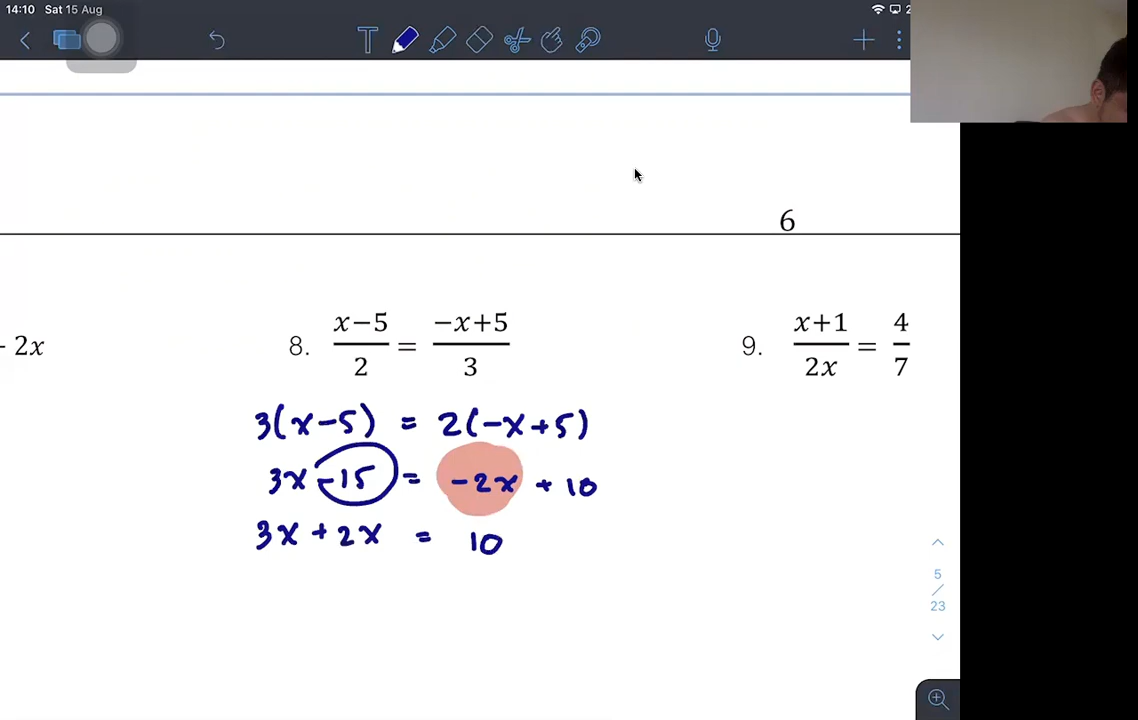 14:10 Sat 15 Aug
2
T
6
- 2x
8. x−5/2 = −x+5/3
9. x+1/2x = 4/7
3(x−5) = 2(−x+5)
3x −15 = −2x + 10
3x + 2x = 10
5
/
23